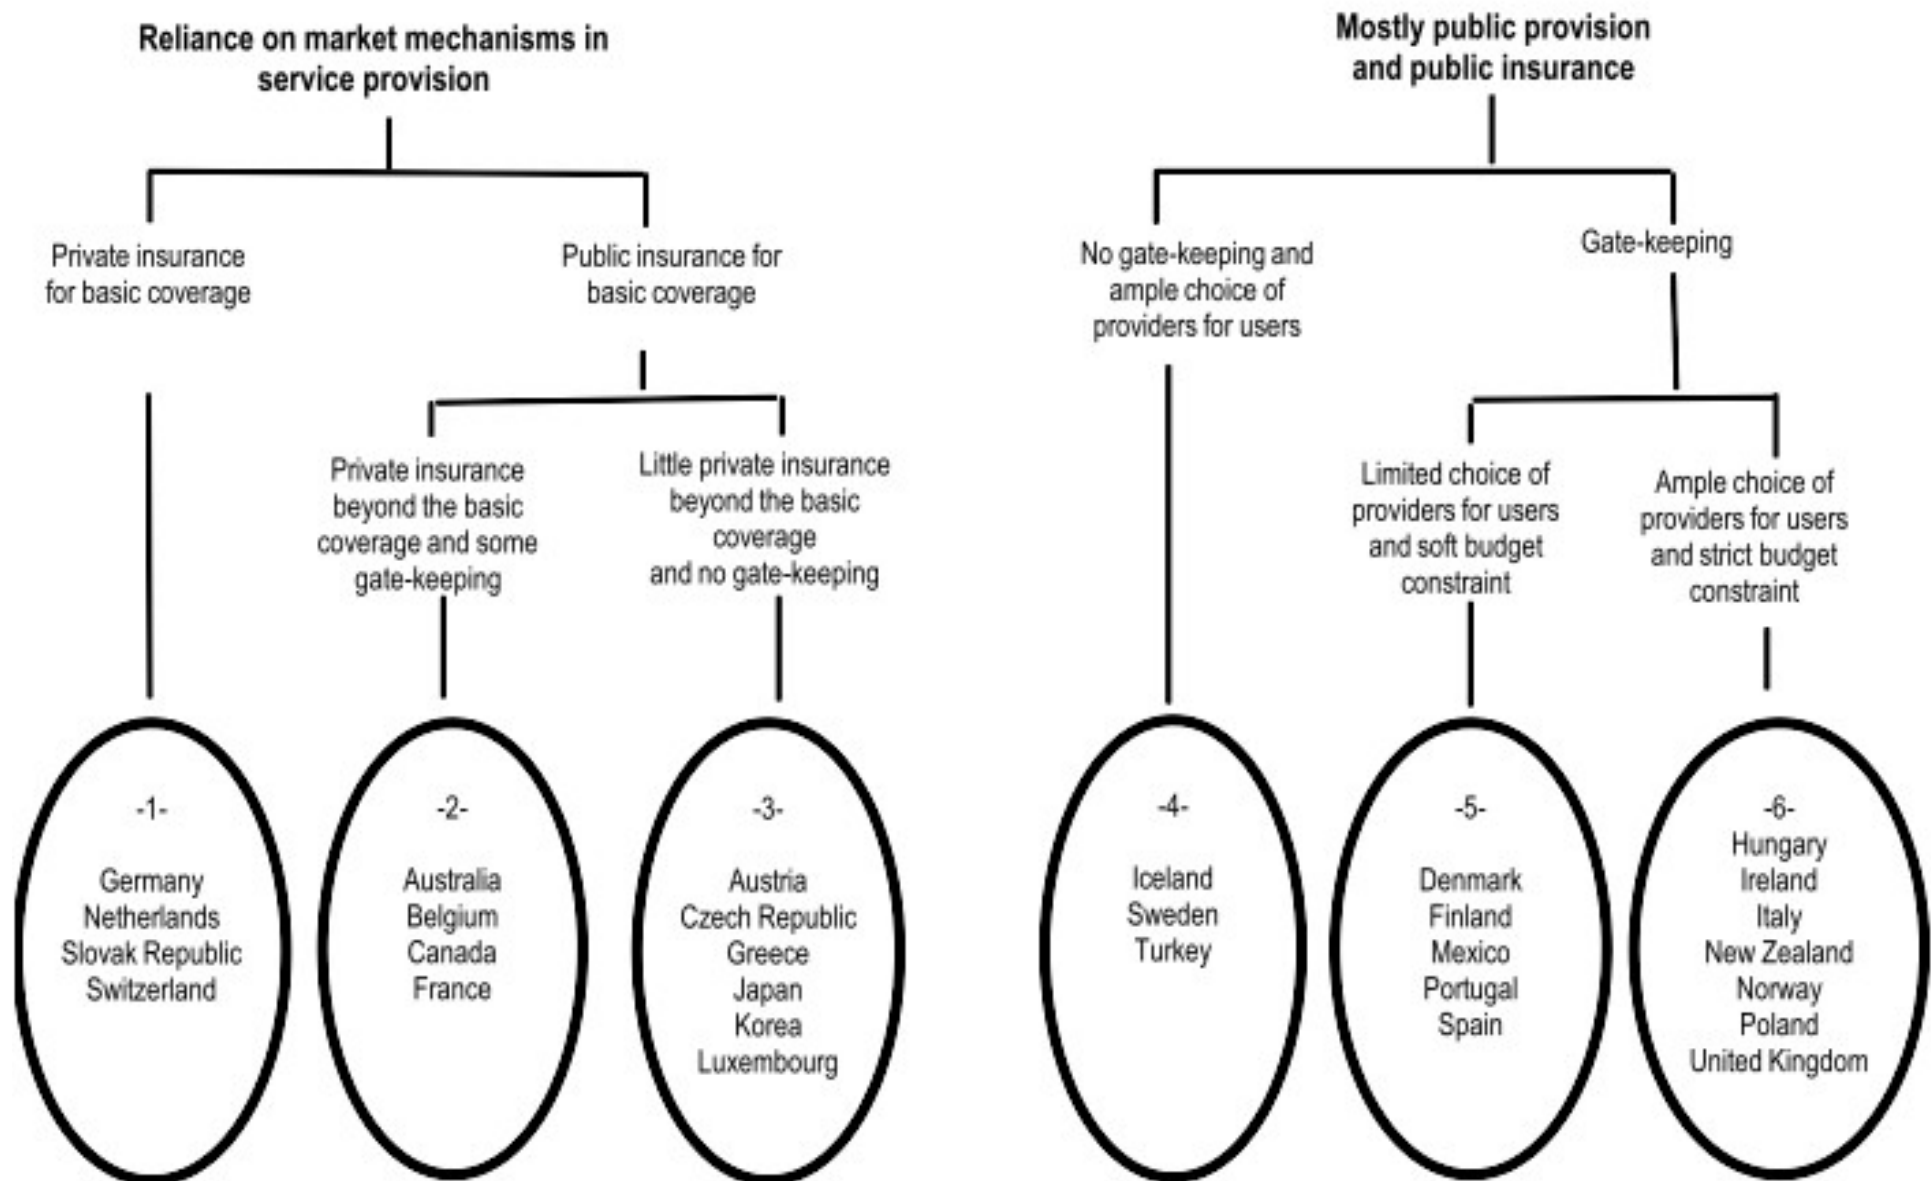 Reliance on market mechanisms in
service provision
Private insurance
for basic coverage
Public insurance for
basic coverage
Private insurance
beyond the basic
coverage and some
gate-keeping
Little private insurance
beyond the basic
coverage
and no gate-keeping
-1-
Germany
Netherlands
Slovak Republic
Switzerland
-2-
Australia
Belgium
Canada
France
-3-
Austria
Czech Republic
Greece
Japan
Korea
Luxembourg
Mostly public provision
and public insurance
No gate-keeping and
ample choice of
providers for users
Gate-keeping
Limited choice of
providers for users
and soft budget
constraint
Ample choice of
providers for users
and strict budget
constraint
-4-
Iceland
Sweden
Turkey
-5-
Denmark
Finland
Mexico
Portugal
Spain
-6-
Hungary
Ireland
Italy
New Zealand
Norway
Poland
United Kingdom